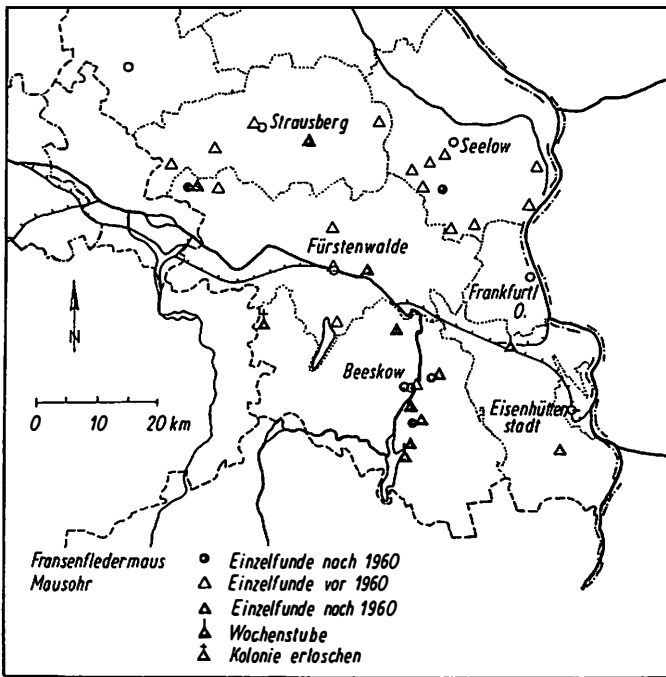 Strausberg
Seelow
Fürstenwalde
Frankfurt/
O.
N
Beeskow
Eisenhütten
stadt
0 20 km
Fransenfledermaus
Mausohr
Einzelfunde nach 1960
Einzelfunde vor 1960
Einzelfunde nach 1960
Wochenstube
Kolonie erloschen